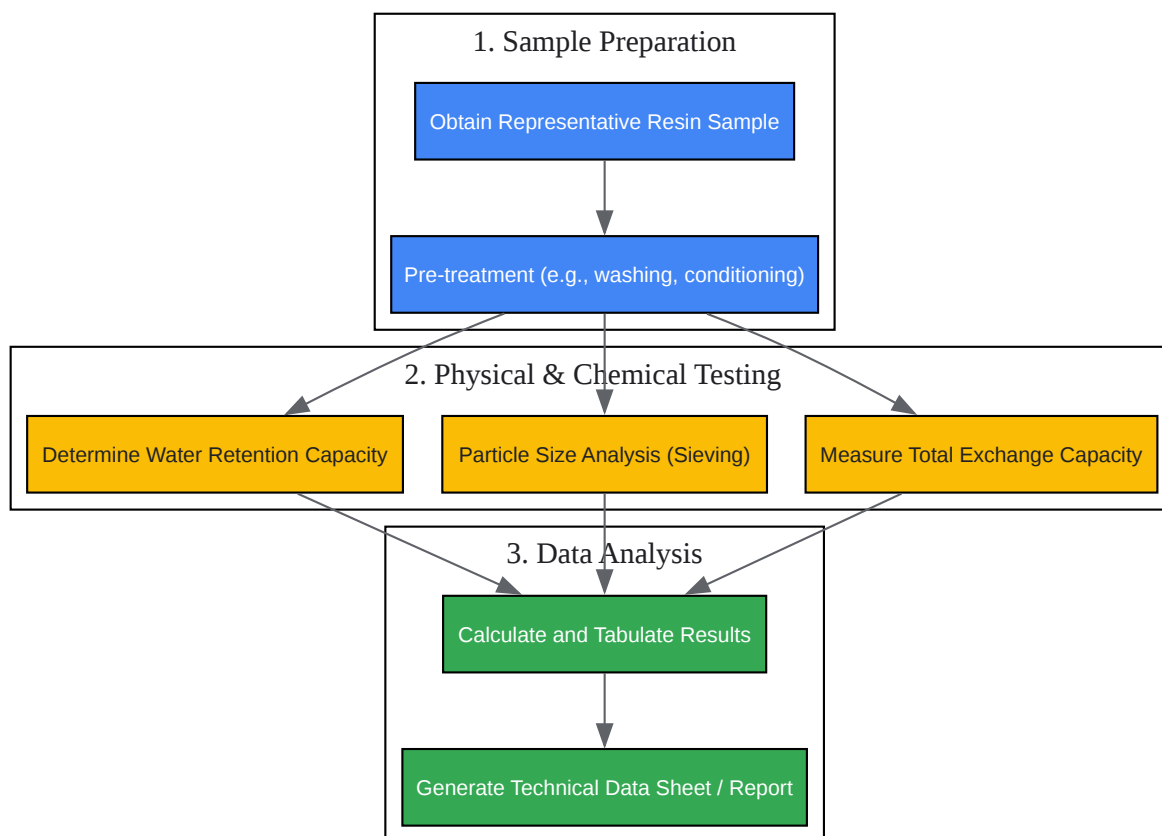 1. Sample Preparation
Obtain Representative Resin Sample
Pre-treatment (e.g., washing, conditioning)
2. Physical & Chemical Testing
Determine Water Retention Capacity
Particle Size Analysis (Sieving)
Measure Total Exchange Capacity
3. Data Analysis
Calculate and Tabulate Results
Generate Technical Data Sheet / Report